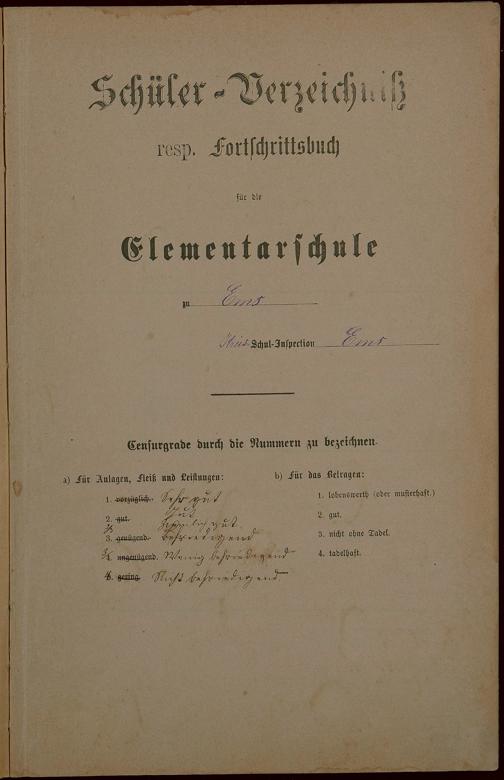 Schüler-Verzeichniß
resp. Fortschrittsbuch
für die
Elementarschule
zu Ems
Kreis-Schul-Inspection Ems
Censurgrade durch die Nummern zu bezeichnen.
a) Für Anlagen, Fleiß und Leistungen:
1. vorzüglich. Sehr gut
2. gut. gut
gut.
3. genügend. Befriedigend
ungenügend. Wenig befriedigend
gering. Nicht befriedigend
b) Für das Betragen:
1. lobenswerth (oder musterhaft.)
2. gut.
3. nicht ohne Tadel.
4. tadelhaft.